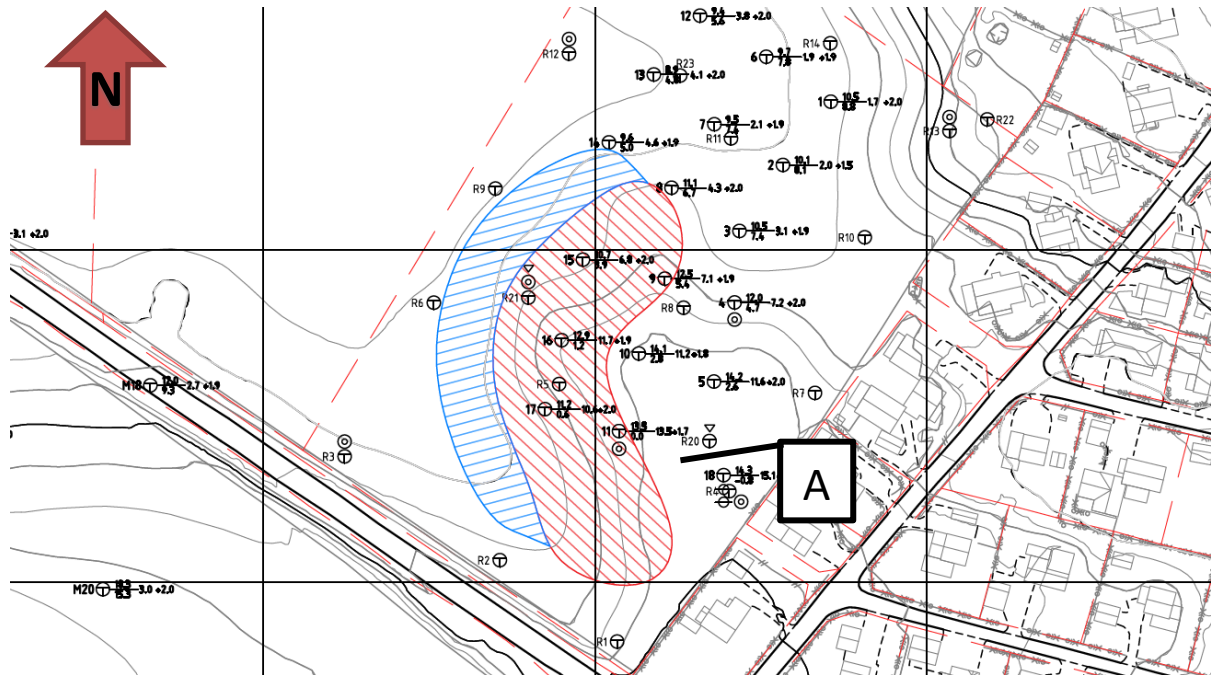 12 5.6 3.8 +2.0
N
R12
R14
6 9.7 7.8 1.9 +1.9
R23
13 4.1 +2.0
1 10.5 8.8 1.7 +2.0
7 9.5 7.4 2.1 +1.9
R11
R13
R22
14 9.6 5.0 4.6 +1.9
2 10.1 8.1 2.0 +1.5
R9
8 11.1 6.7 4.3 +2.0
3.1 +2.0
3 10.5 7.4 3.1 +1.9
R10
15 10.7 3.9 6.8 +2.0
9 12.5 5.4 7.1 +1.9
R21
R6
R8
4 12.0 4.7 7.2 +2.0
16 12.9 1.2 11.7+1.9
10 14.1 2.8 11.2+1.8
M18 12.0 9.3 2.7 +1.9
R5
5 14.2 2.6 11.6+2.0
R7
17 11.2 0.6 10.6+2.0
11 13.5 0.0 13.5+1.7
R20
R3
18 14.3 -0.8 15.1
A
R4
R2
M20 3.0 +2.0
R1